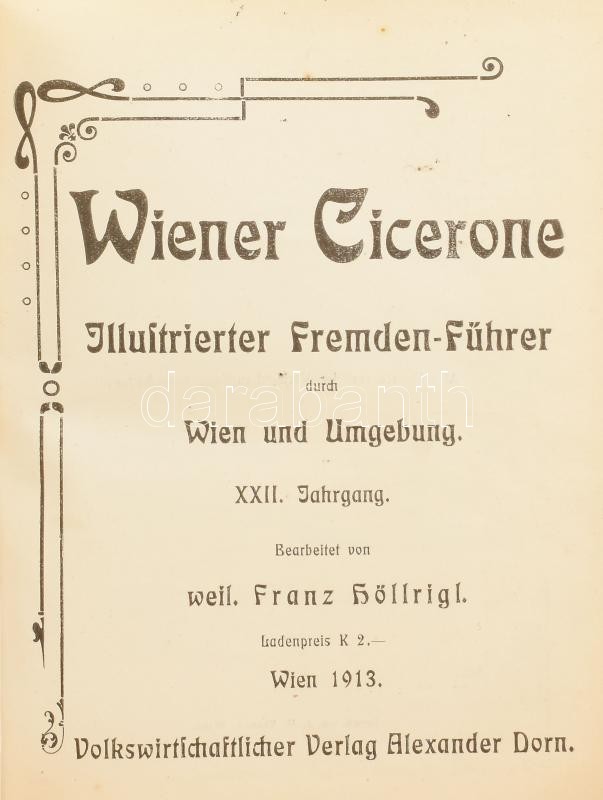 Wiener Cicerone
Illuſtrierter Fremden-Führer
durch
darabanth
Wien und Umgebung.
XXII. Jahrgang.
Bearbeitet von
weil. Franz Höllrigl.
Ladenpreis K 2.—
Wien 1913.
Volkswirtſchaftlicher Verlag Alexander Dorn.